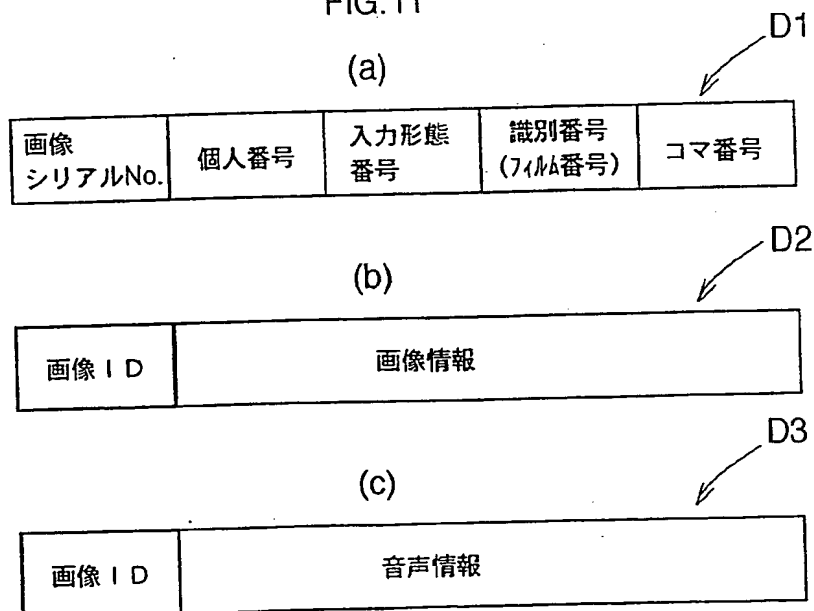 FIG. 11
(a)
D1
画像
シリアルNo.
個人番号
入力形態
番号
識別番号
(ﾌｨﾙﾑ番号)
コマ番号
(b)
D2
画像ID
画像情報
(c)
D3
画像ID
音声情報